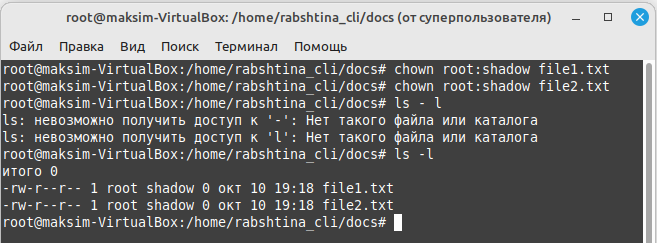 root@maksim-VirtualBox: /home/rabshtina_cli/docs (от суперпользователя)
Файл Правка Вид Поиск Терминал Помощь
root@maksim-VirtualBox:/home/rabshtina_cli/docs# chown root:shadow file1.txt
root@maksim-VirtualBox:/home/rabshtina_cli/docs# chown root:shadow file2.txt
root@maksim-VirtualBox:/home/rabshtina_cli/docs# ls - l
ls: невозможно получить доступ к '-': Нет такого файла или каталога
ls: невозможно получить доступ к 'l': Нет такого файла или каталога
root@maksim-VirtualBox:/home/rabshtina_cli/docs# ls -l
итого 0
-rw-r--r-- 1 root shadow 0 окт 10 19:18 file1.txt
-rw-r--r-- 1 root shadow 0 окт 10 19:18 file2.txt
root@maksim-VirtualBox:/home/rabshtina_cli/docs#